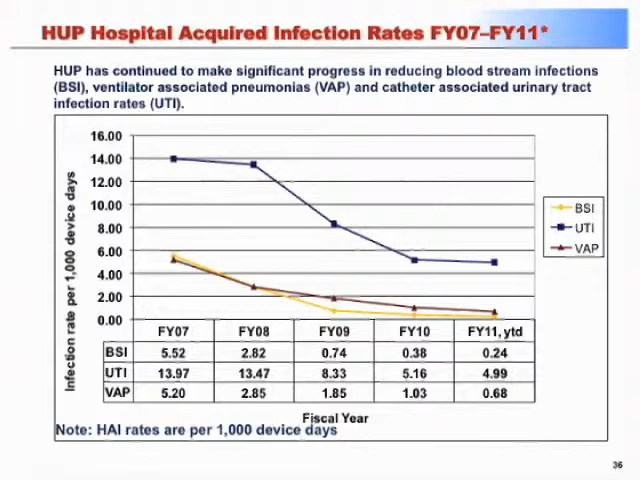 HUP Hospital Acquired Infection Rates FY07–FY11*
HUP has continued to make significant progress in reducing blood stream infections
(BSI), ventilator associated pneumonias (VAP) and catheter associated urinary tract
infection rates (UTI).
Infection rate per 1,000 device days
16.00
14.00
12.00
10.00
8.00
6.00
4.00
2.00
0.00
BSI
UTI
VAP
FY07 FY08 FY09 FY10 FY11, ytd
BSI 5.52 2.82 0.74 0.38 0.24
UTI 13.97 13.47 8.33 5.16 4.99
VAP 5.20 2.85 1.85 1.03 0.68
Fiscal Year
Note: HAI rates are per 1,000 device days
36